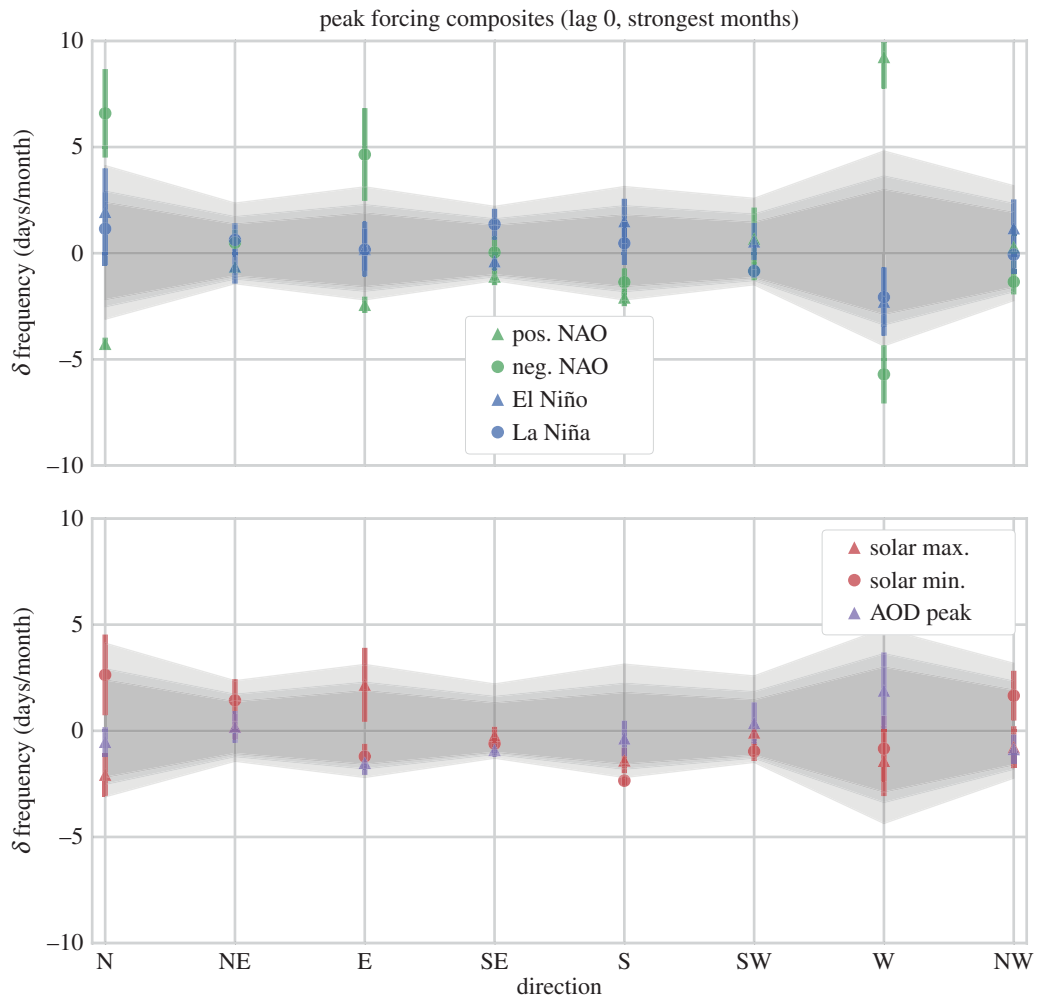 peak forcing composites (lag 0, strongest months)
10
5
0
–5
–10
δ frequency (days/month)
pos. NAO
neg. NAO
El Niño
La Niña
10
5
0
–5
–10
δ frequency (days/month)
solar max.
solar min.
AOD peak
N NE E SE S SW W NW
direction